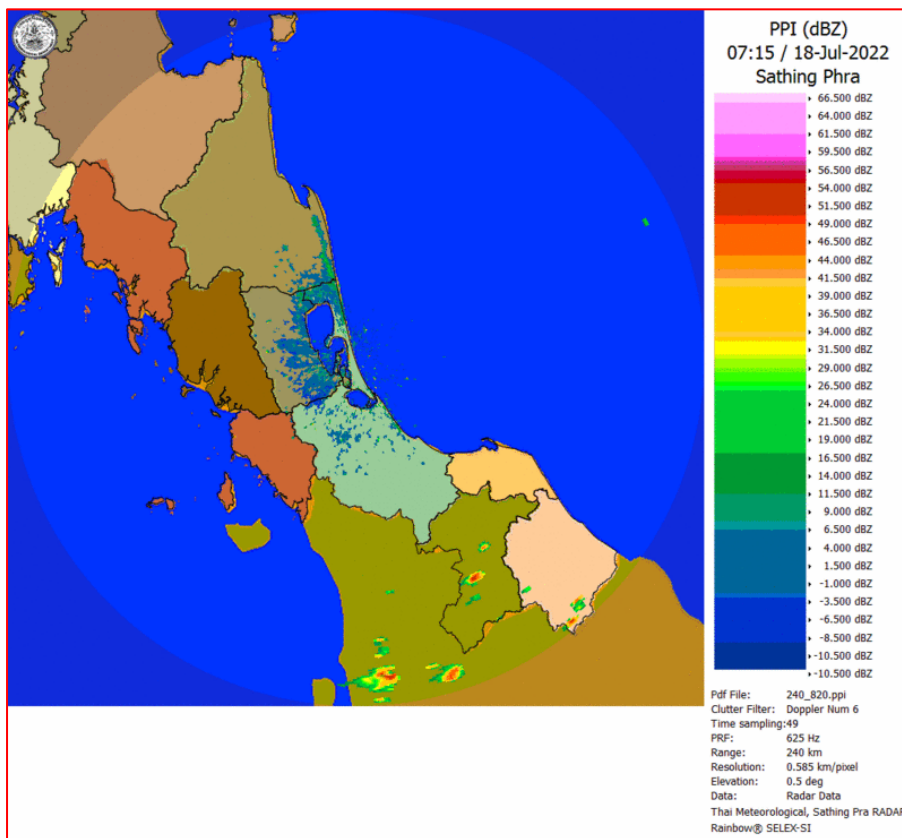 PPI (dBZ)
07:15 / 18-Jul-2022
Sathing Phra
66.500 dBZ
64.000 dBZ
61.500 dBZ
59.500 dBZ
56.500 dBZ
54.000 dBZ
51.500 dBZ
49.000 dBZ
46.500 dBZ
44.000 dBZ
41.500 dBZ
39.000 dBZ
36.500 dBZ
34.000 dBZ
31.500 dBZ
29.000 dBZ
26.500 dBZ
24.000 dBZ
21.500 dBZ
19.000 dBZ
16.500 dBZ
14.000 dBZ
11.500 dBZ
9.000 dBZ
6.500 dBZ
4.000 dBZ
1.500 dBZ
-1.000 dBZ
-3.500 dBZ
-6.500 dBZ
-8.500 dBZ
-10.500 dBZ
-10.500 dBZ
Pdf File: 240_820.ppi
Clutter Filter: Doppler Num 6
Time sampling:49
PRF: 625 Hz
Range: 240 km
Resolution: 0.585 km/pixel
Elevation: 0.5 deg
Data: Radar Data
Thai Meteorological, Sathing Pra RADAR
Rainbow® SELEX-SI